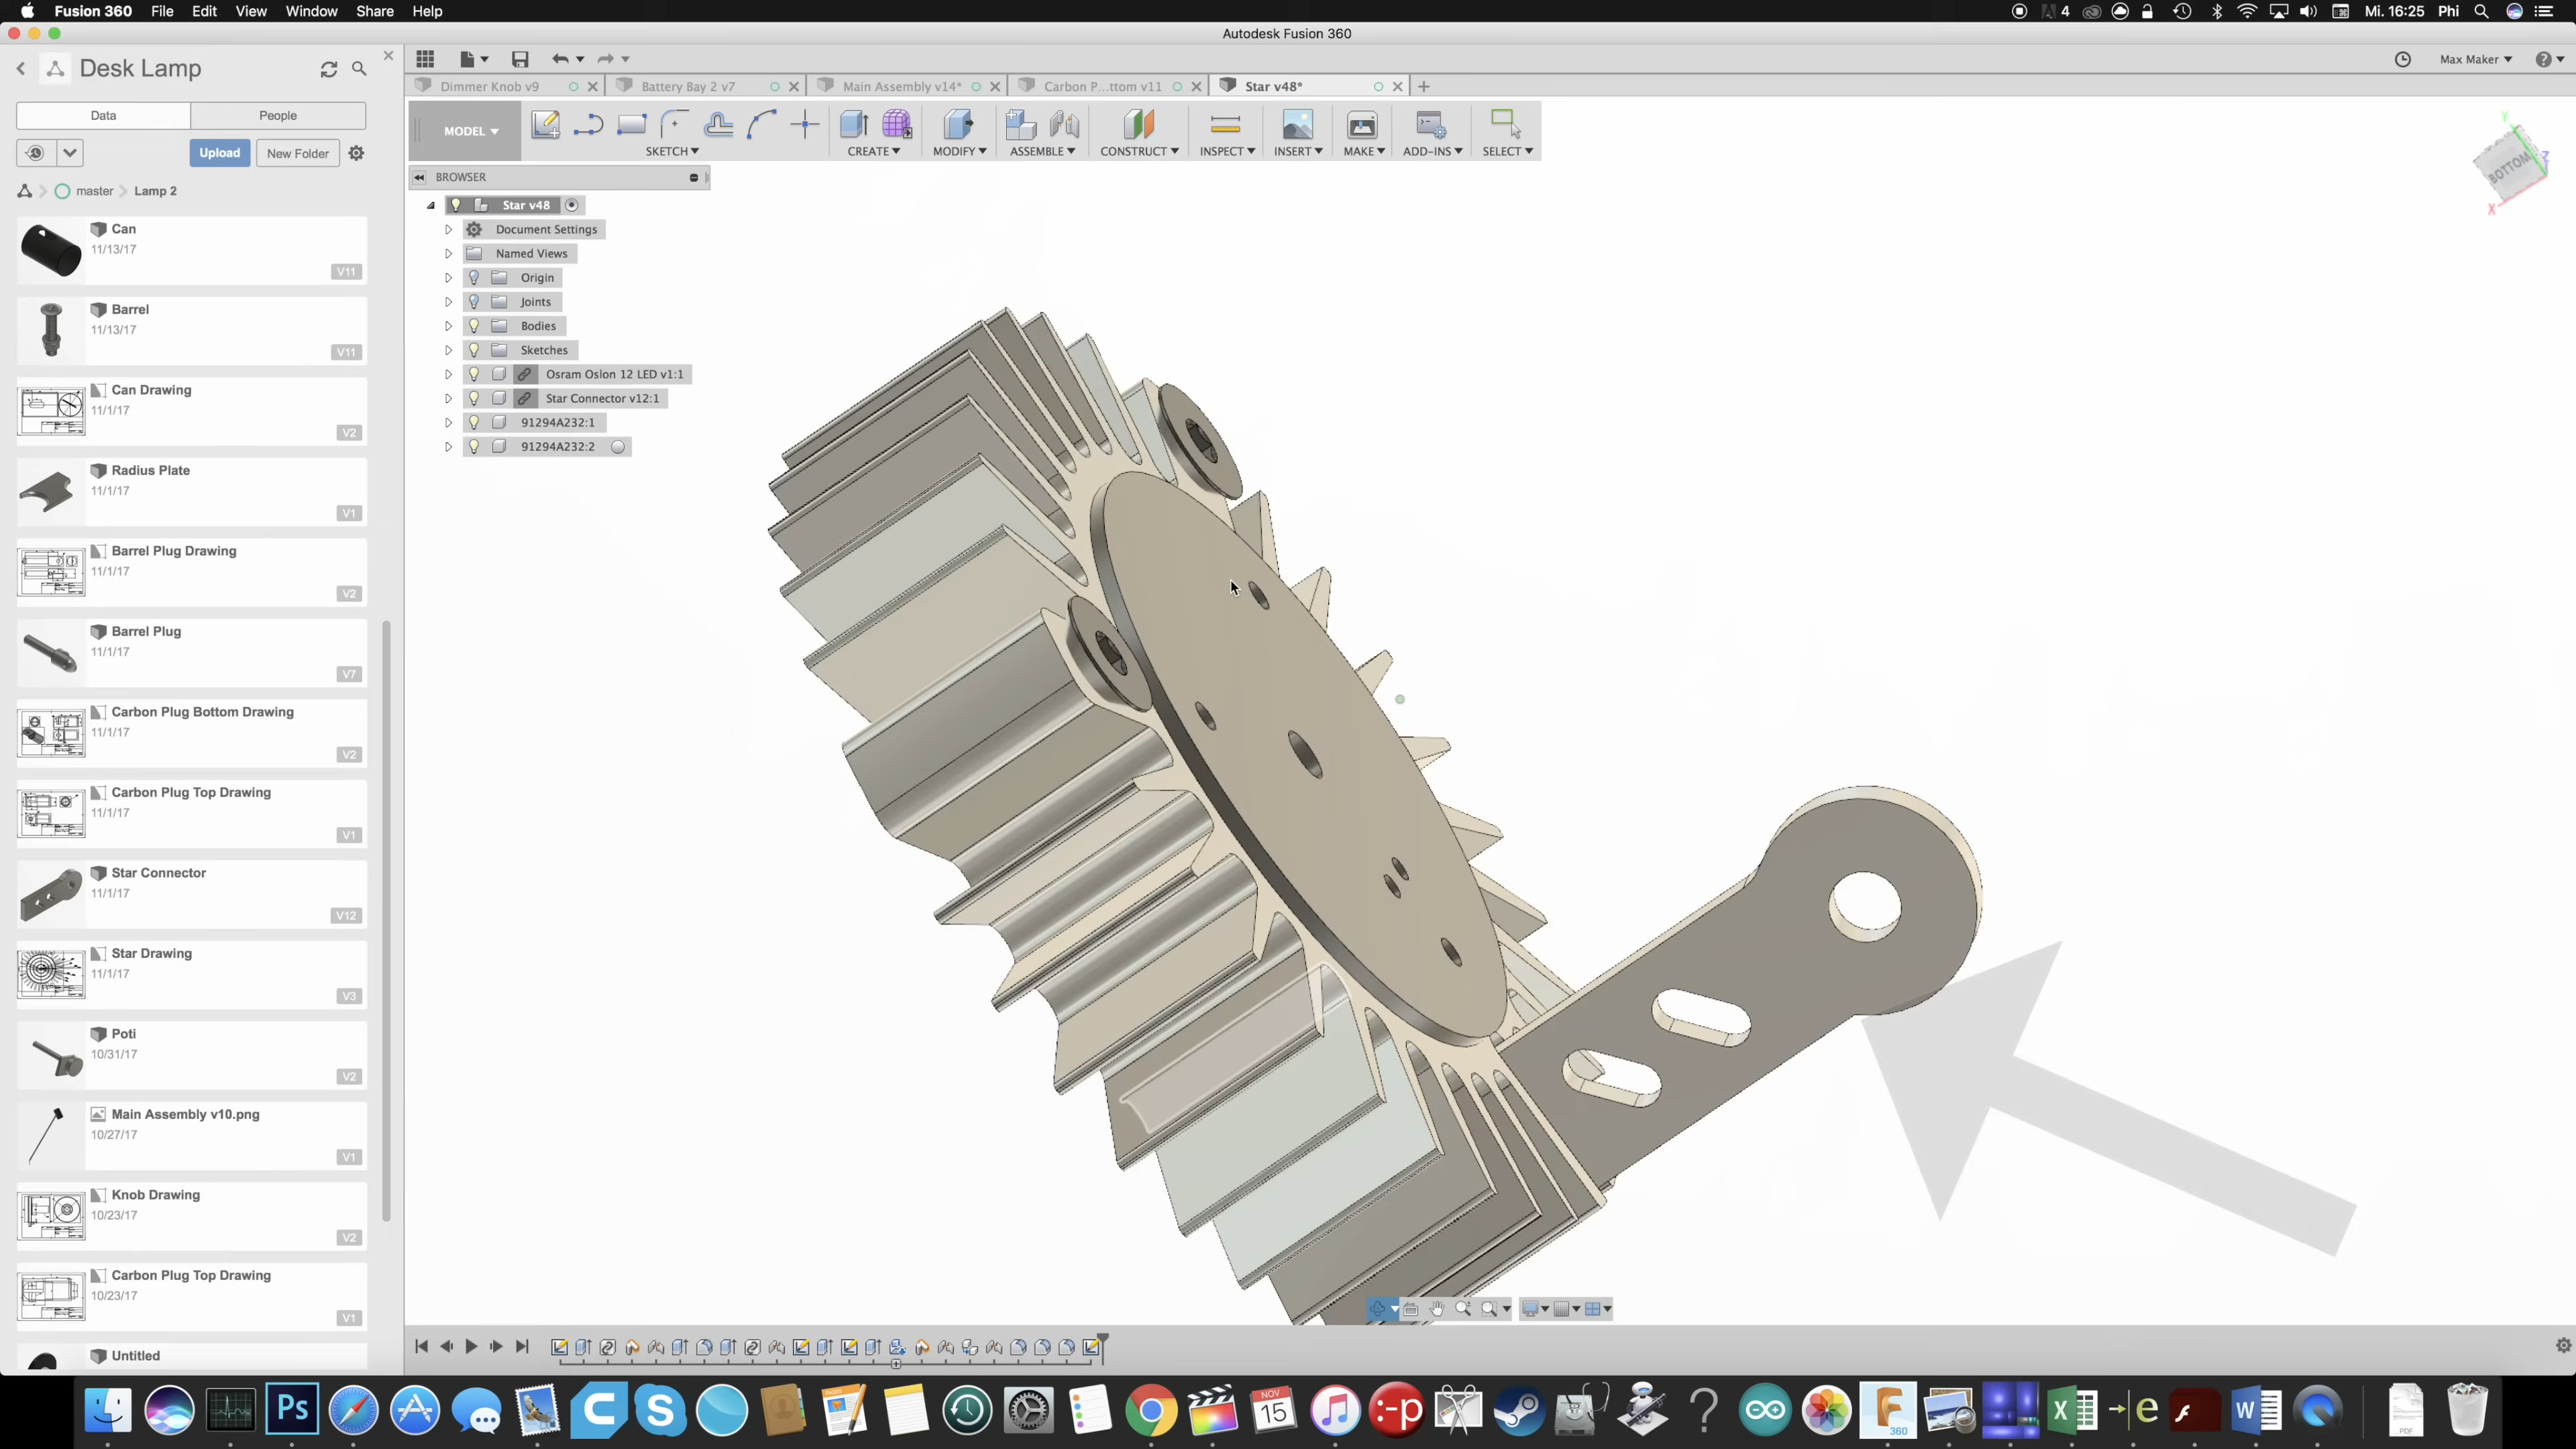 Fusion 360 File Edit View Window Share Help 4 Mi. 16:25 Phi
Autodesk Fusion 360
Desk Lamp
Max Maker
Dimmer Knob v9 Battery Bay 2 v7 Main Assembly v14* Carbon P...ttom v11 Star v48*
Data People
MODEL SKETCH CREATE MODIFY ASSEMBLE CONSTRUCT INSPECT INSERT MAKE ADD-INS SELECT
Upload New Folder
master Lamp 2
BROWSER
Star v48
Document Settings
Named Views
Origin
Joints
Bodies
Sketches
Osram Oslon 12 LED v1:1
Star Connector v12:1
91294A232:1
91294A232:2
BOTTOM
Y
Z
X
Can
11/13/17
V11
Barrel
11/13/17
V11
Can Drawing
11/1/17
V2
Radius Plate
11/1/17
V1
Barrel Plug Drawing
11/1/17
V2
Barrel Plug
11/1/17
V7
Carbon Plug Bottom Drawing
11/1/17
V2
Carbon Plug Top Drawing
11/1/17
V1
Star Connector
11/1/17
V12
Star Drawing
11/1/17
V3
Poti
10/31/17
V2
Main Assembly v10.png
10/27/17
V1
Knob Drawing
10/23/17
V2
Carbon Plug Top Drawing
10/23/17
V1
Untitled
Ps
NOV
15
:-p
?
360
X
e
W
PDF